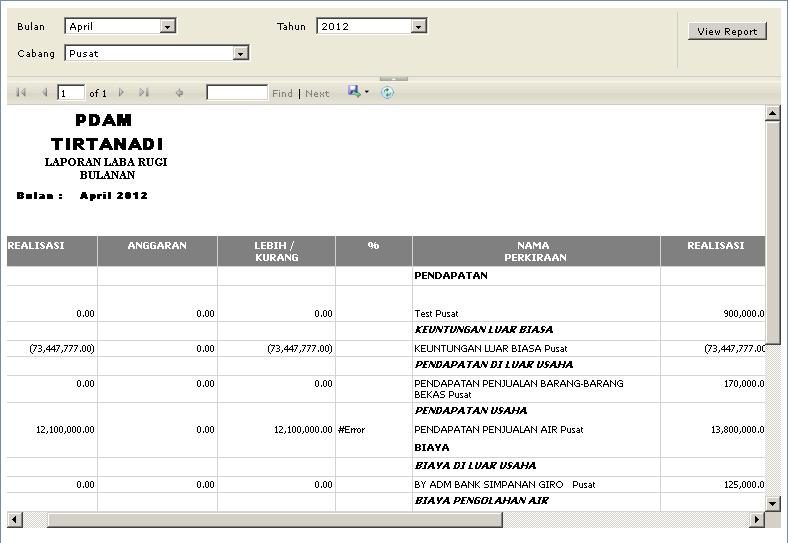 Bulan April Tahun 2012 View Report
Cabang Pusat
1 of 1 Find | Next
PDAM
TIRTANADI
LAPORAN LABA RUGI
BULANAN
Bulan : April 2012
REALISASI ANGGARAN LEBIH / % NAMA REALISASI
KURANG PERKIRAAN
PENDAPATAN
0.00 0.00 0.00 Test Pusat 900,000.0
KEUNTUNGAN LUAR BIASA
(73,447,777.00) 0.00 (73,447,777.00) KEUNTUNGAN LUAR BIASA Pusat (73,447,777.00
PENDAPATAN DI LUAR USAHA
0.00 0.00 0.00 PENDAPATAN PENJUALAN BARANG-BARANG 170,000.0
BEKAS Pusat
PENDAPATAN USAHA
12,100,000.00 0.00 12,100,000.00 #Error PENDAPATAN PENJUALAN AIR Pusat 13,800,000.0
BIAYA
BIAYA DI LUAR USAHA
0.00 0.00 0.00 BY ADM BANK SIMPANAN GIRO Pusat 125,000.0
BIAYA PENGOLAHAN AIR